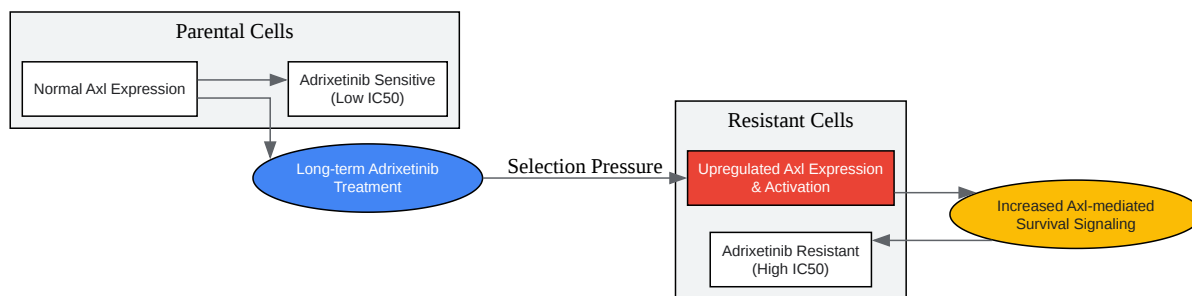 Parental Cells
Normal Axl Expression
Adrixetinib Sensitive
(Low IC50)
Long-term Adrixetinib
Treatment
Selection Pressure
Resistant Cells
Upregulated Axl Expression
& Activation
Increased Axl-mediated
Survival Signaling
Adrixetinib Resistant
(High IC50)